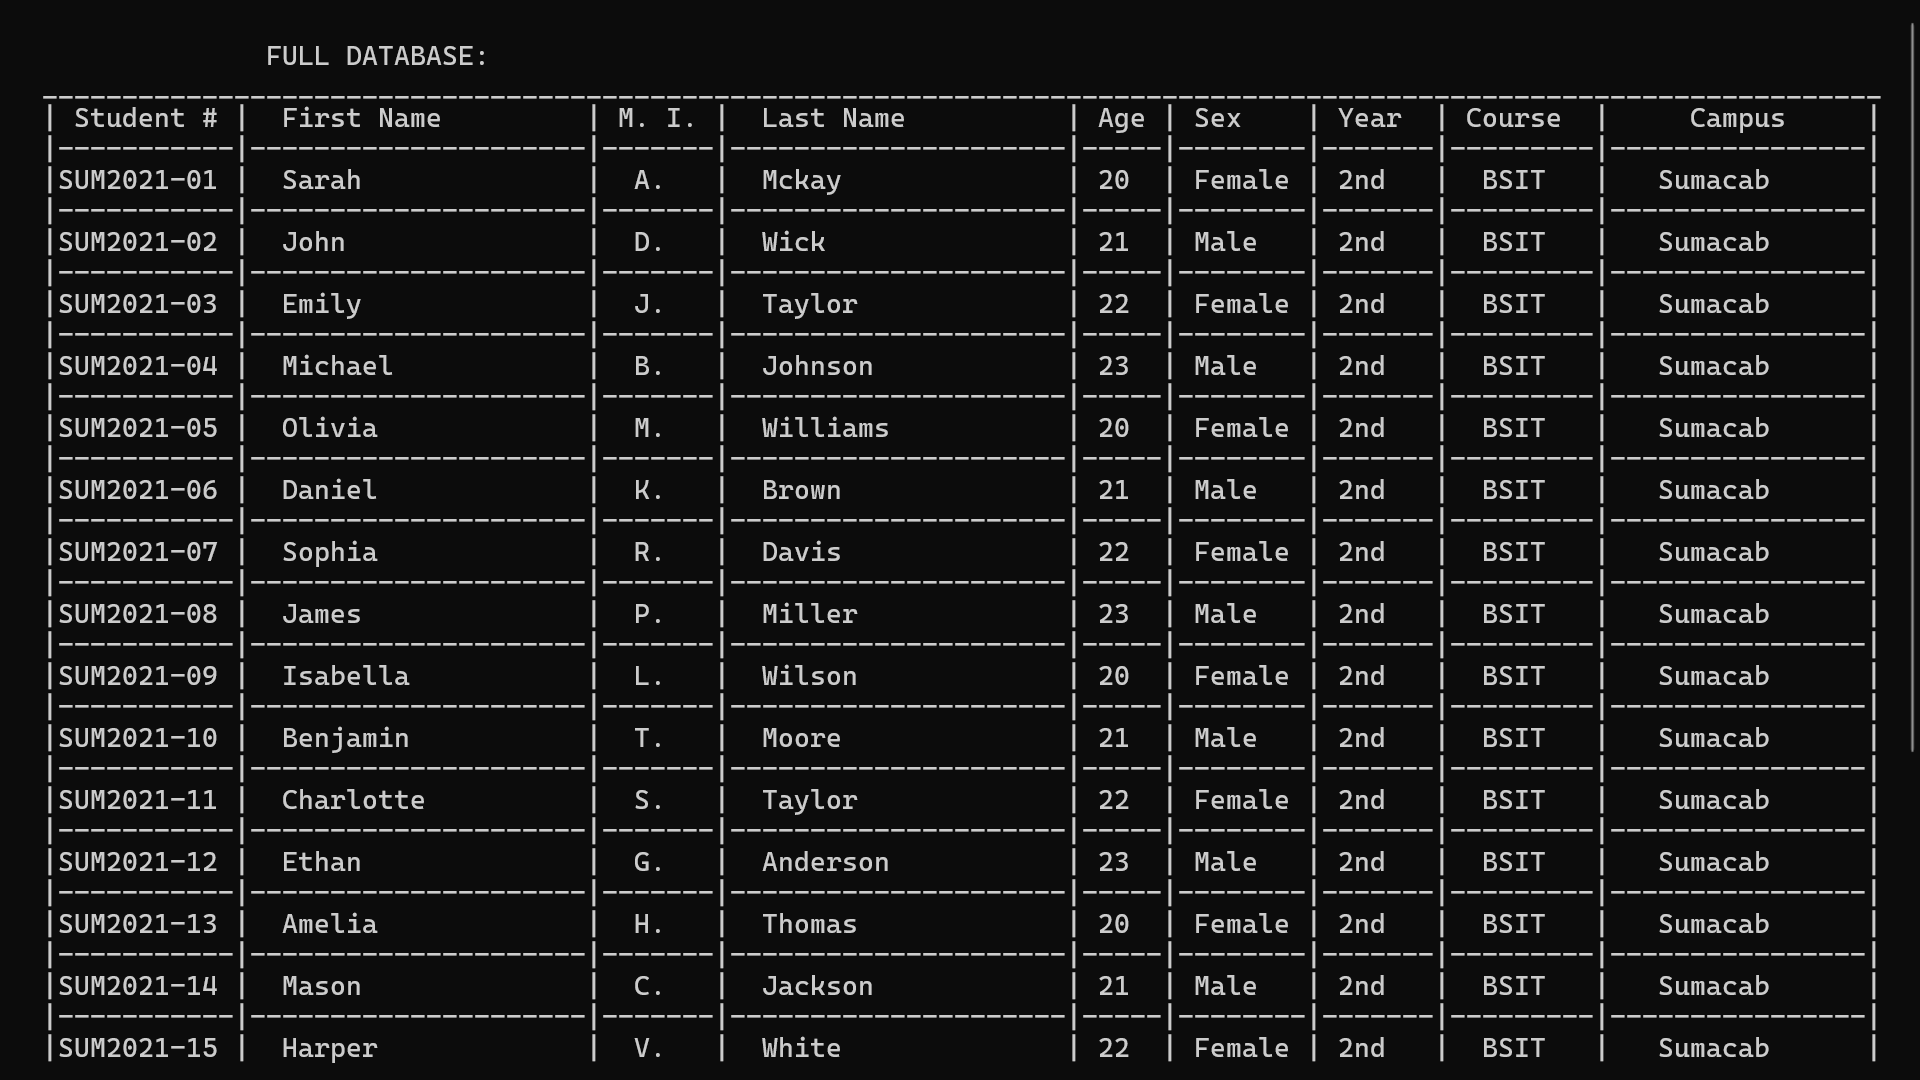 FULL DATABASE:
| Student # | First Name | M. I. | Last Name | Age | Sex | Year | Course | Campus |
|SUM2021-01 | Sarah | A. | Mckay | 20 | Female | 2nd | BSIT | Sumacab |
|SUM2021-02 | John | D. | Wick | 21 | Male | 2nd | BSIT | Sumacab |
|SUM2021-03 | Emily | J. | Taylor | 22 | Female | 2nd | BSIT | Sumacab |
|SUM2021-04 | Michael | B. | Johnson | 23 | Male | 2nd | BSIT | Sumacab |
|SUM2021-05 | Olivia | M. | Williams | 20 | Female | 2nd | BSIT | Sumacab |
|SUM2021-06 | Daniel | K. | Brown | 21 | Male | 2nd | BSIT | Sumacab |
|SUM2021-07 | Sophia | R. | Davis | 22 | Female | 2nd | BSIT | Sumacab |
|SUM2021-08 | James | P. | Miller | 23 | Male | 2nd | BSIT | Sumacab |
|SUM2021-09 | Isabella | L. | Wilson | 20 | Female | 2nd | BSIT | Sumacab |
|SUM2021-10 | Benjamin | T. | Moore | 21 | Male | 2nd | BSIT | Sumacab |
|SUM2021-11 | Charlotte | S. | Taylor | 22 | Female | 2nd | BSIT | Sumacab |
|SUM2021-12 | Ethan | G. | Anderson | 23 | Male | 2nd | BSIT | Sumacab |
|SUM2021-13 | Amelia | H. | Thomas | 20 | Female | 2nd | BSIT | Sumacab |
|SUM2021-14 | Mason | C. | Jackson | 21 | Male | 2nd | BSIT | Sumacab |
|SUM2021-15 | Harper | V. | White | 22 | Female | 2nd | BSIT | Sumacab |